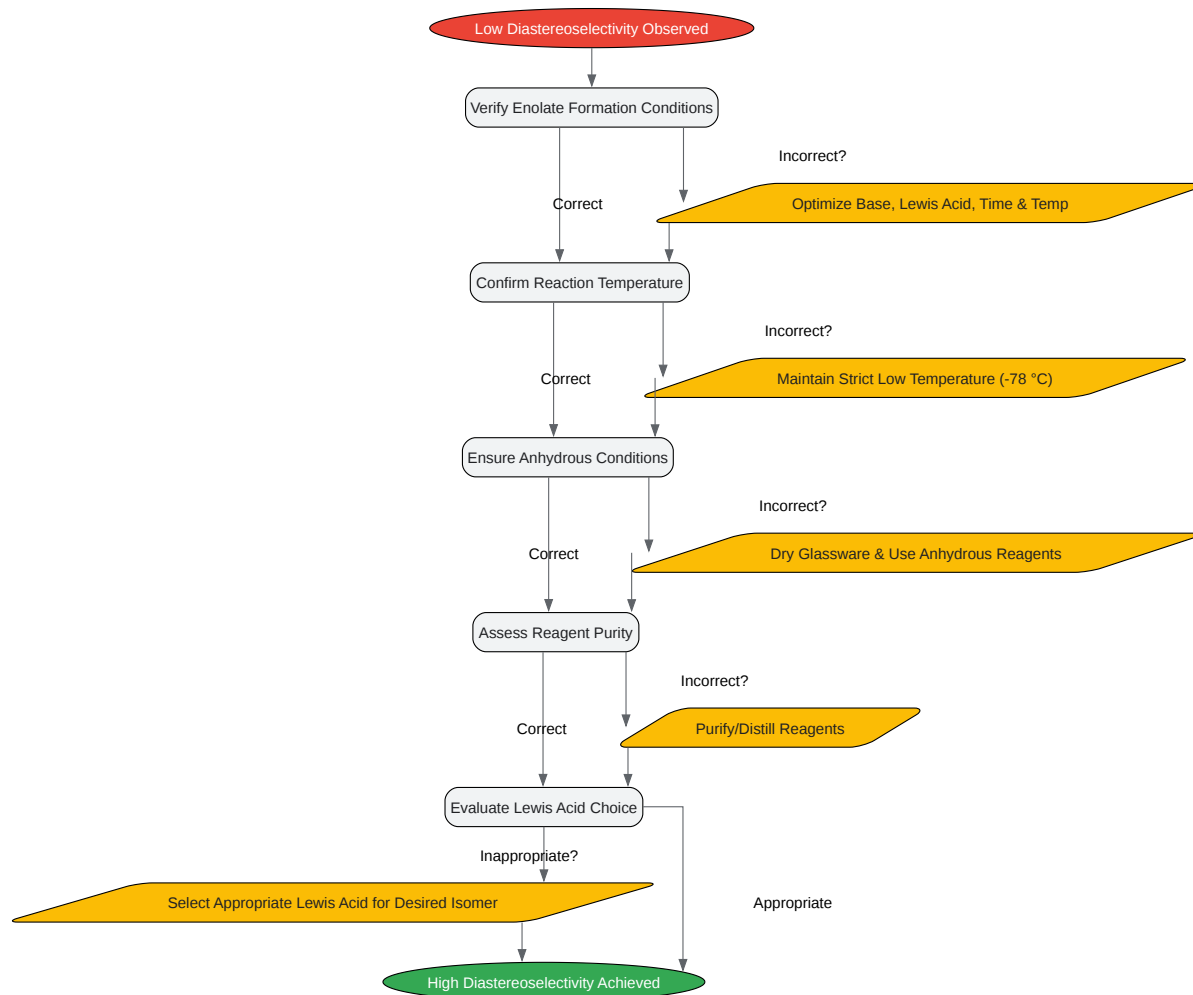 Low Diastereoselectivity Observed
Verify Enolate Formation Conditions
Incorrect?
Correct
Optimize Base, Lewis Acid, Time & Temp
Confirm Reaction Temperature
Incorrect?
Correct
Maintain Strict Low Temperature (-78 °C)
Ensure Anhydrous Conditions
Incorrect?
Correct
Dry Glassware & Use Anhydrous Reagents
Assess Reagent Purity
Incorrect?
Correct
Purify/Distill Reagents
Evaluate Lewis Acid Choice
Inappropriate?
Select Appropriate Lewis Acid for Desired Isomer
Appropriate
High Diastereoselectivity Achieved